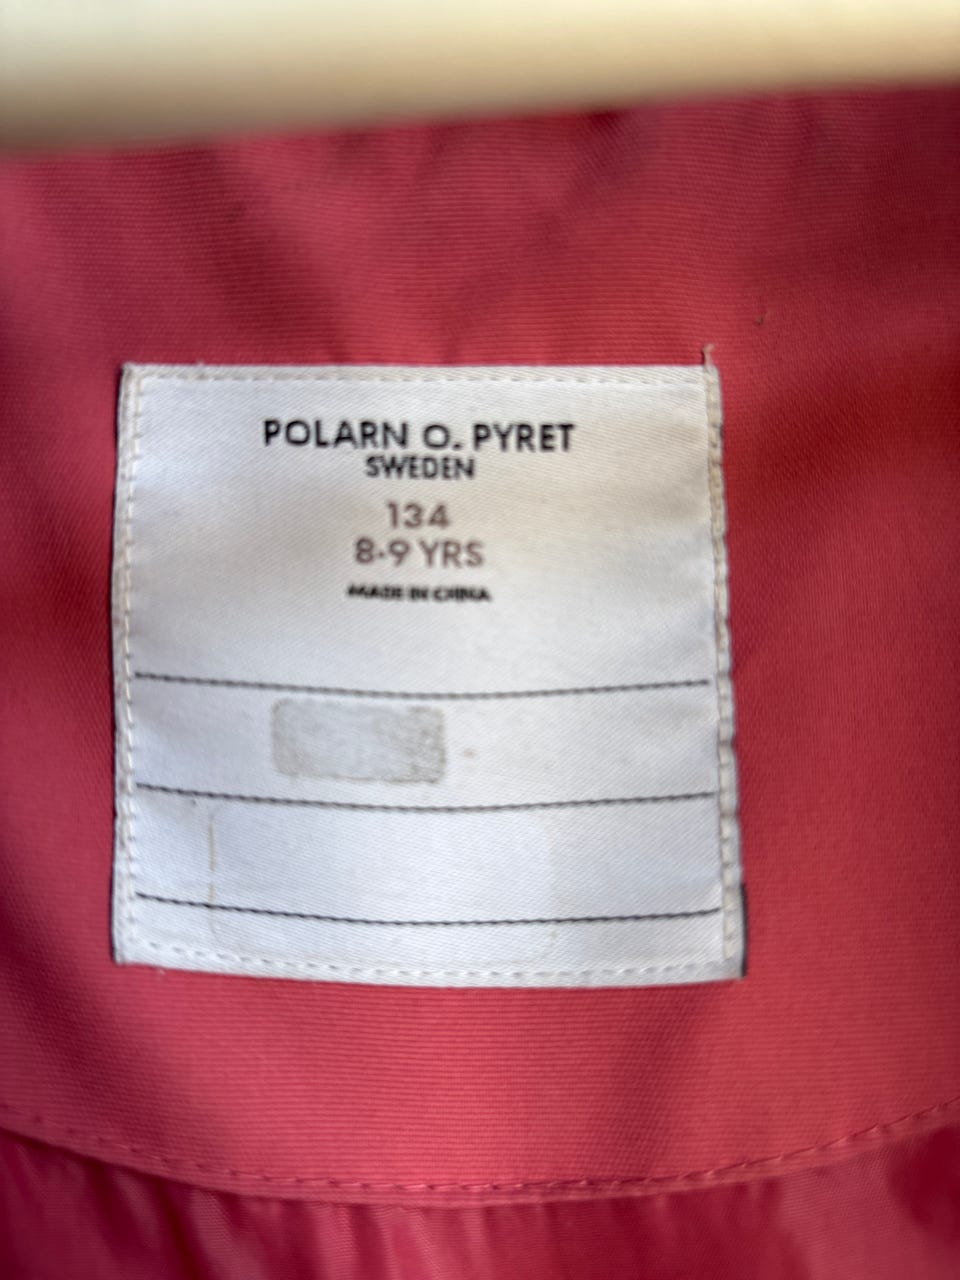 POLARN O. PYRET
SWEDEN
134
8-9 YRS
MADE IN CHINA